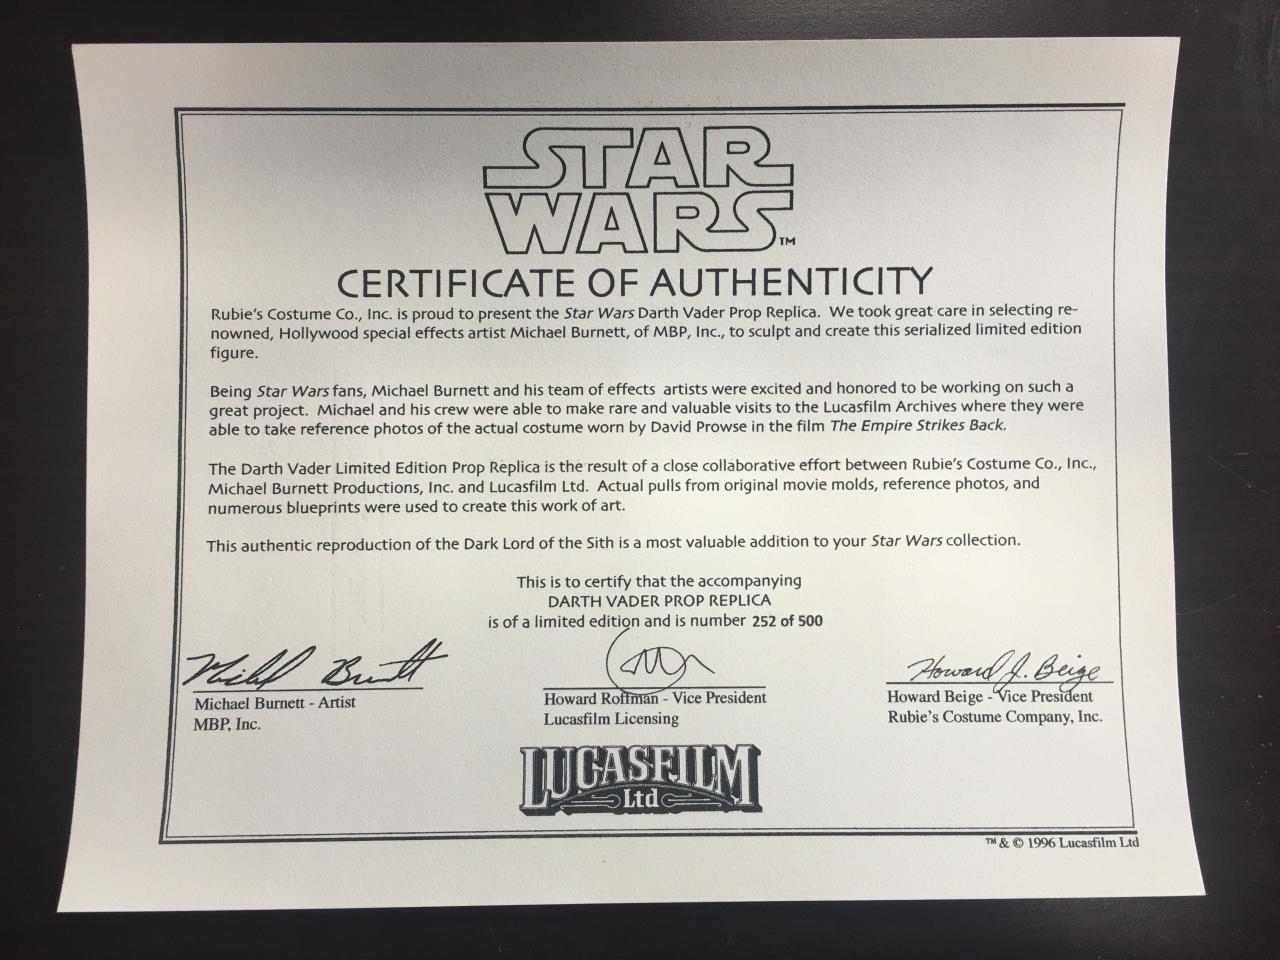 STAR
WARS™
CERTIFICATE OF AUTHENTICITY
Rubie's Costume Co., Inc. is proud to present the Star Wars Darth Vader Prop Replica. We took great care in selecting re-
nowned, Hollywood special effects artist Michael Burnett, of MBP, Inc., to sculpt and create this serialized limited edition
figure.
Being Star Wars fans, Michael Burnett and his team of effects artists were excited and honored to be working on such a
great project. Michael and his crew were able to make rare and valuable visits to the Lucasfilm Archives where they were
able to take reference photos of the actual costume worn by David Prowse in the film The Empire Strikes Back.
The Darth Vader Limited Edition Prop Replica is the result of a close collaborative effort between Rubie's Costume Co., Inc.,
Michael Burnett Productions, Inc. and Lucasfilm Ltd. Actual pulls from original movie molds, reference photos, and
numerous blueprints were used to create this work of art.
This authentic reproduction of the Dark Lord of the Sith is a most valuable addition to your Star Wars collection.
This is to certify that the accompanying
DARTH VADER PROP REPLICA
is of a limited edition and is number 252 of 500
Michael Burnett
Howard J. Beige
Michael Burnett - Artist
MBP, Inc.
Howard Roffman - Vice President
Lucasfilm Licensing
Howard Beige - Vice President
Rubie's Costume Company, Inc.
LUCASFILM
Ltd
™ & © 1996 Lucasfilm Ltd